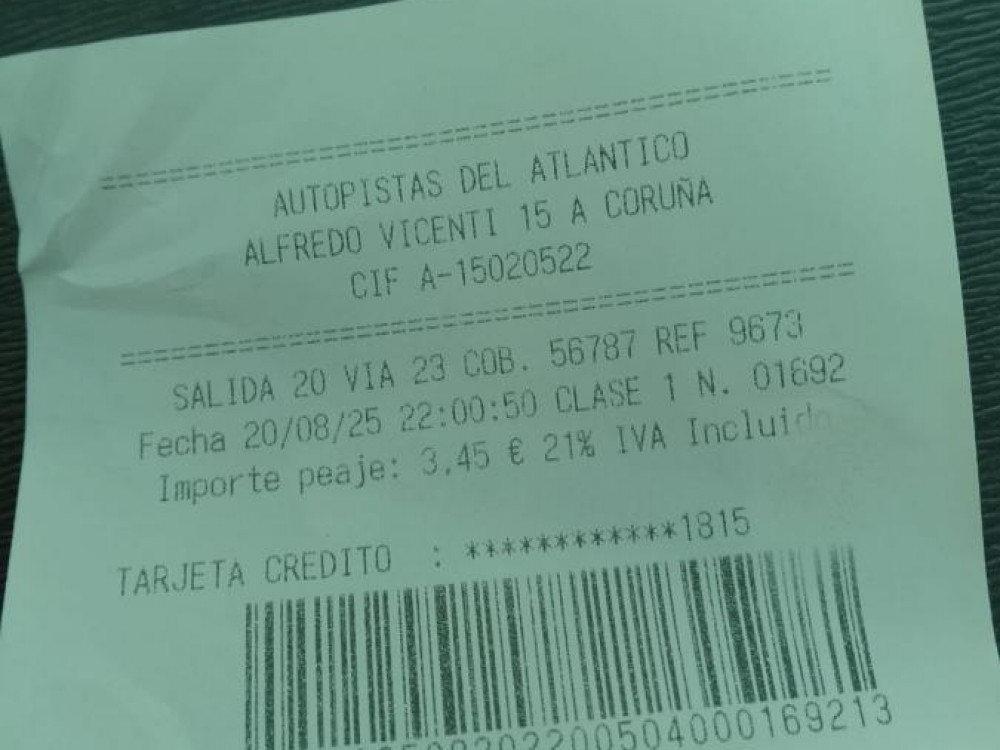 ================================================
AUTOPISTAS DEL ATLANTICO
ALFREDO VICENTI 15 A CORUÑA
CIF A-15020522
================================================
SALIDA 20 VIA 23 COB. 56787 REF 9673
Fecha 20/08/25 22:00:50 CLASE 1 N. 01692
Importe peaje: 3,45 € 21% IVA Incluido
TARJETA CREDITO : ************1815